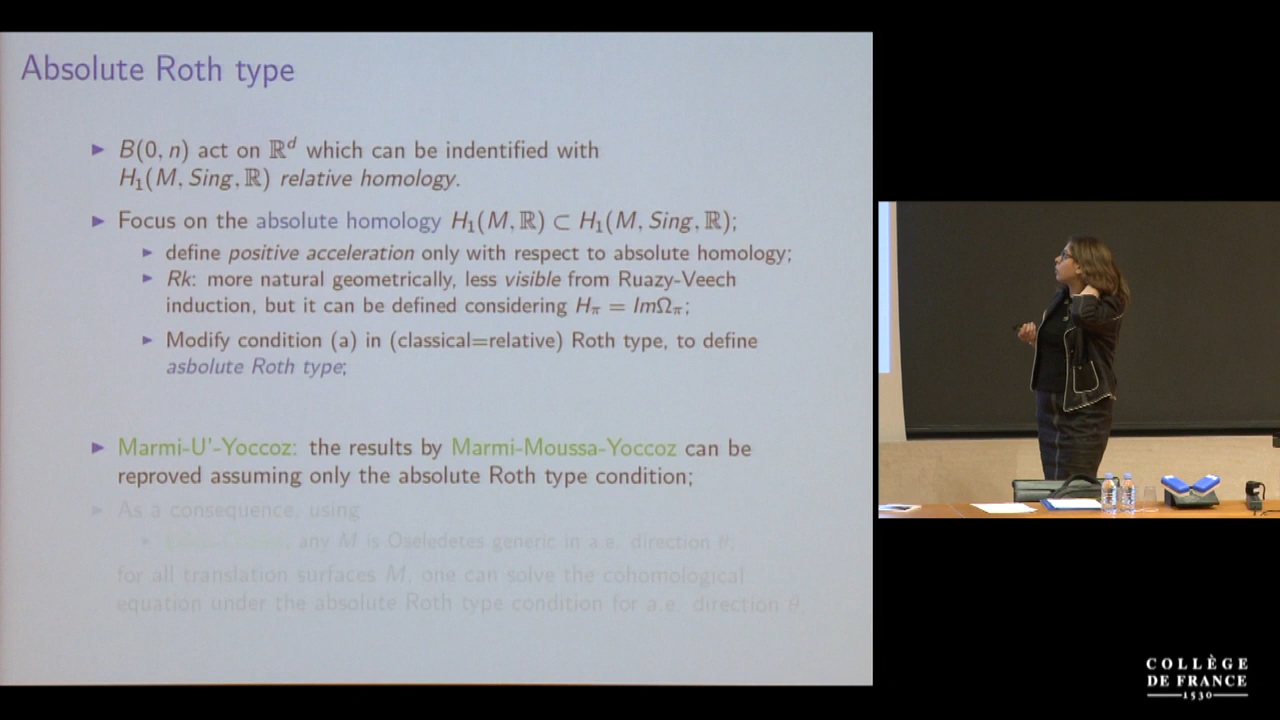 Absolute Roth type
▶ B(0, n) act on ℝᵈ which can be indentified with
H₁(M, Sing, ℝ) relative homology.
▶ Focus on the absolute homology H₁(M, ℝ) ⊂ H₁(M, Sing, ℝ);
▶ define positive acceleration only with respect to absolute homology;
▶ Rk: more natural geometrically, less visible from Ruazy-Veech
induction, but it can be defined considering Hπ = ImΩπ;
▶ Modify condition (a) in (classical=relative) Roth type, to define
asbolute Roth type;
▶ Marmi-U'-Yoccoz: the results by Marmi-Moussa-Yoccoz can be
reproved assuming only the absolute Roth type condition;
▶ As a consequence, using
any M is Oseledetes generic in a.e. direction θ;
for all translation surfaces M, one can solve the cohomological
equation under the absolute Roth type condition for a.e. direction θ;
COLLÈGE
DE FRANCE
1530